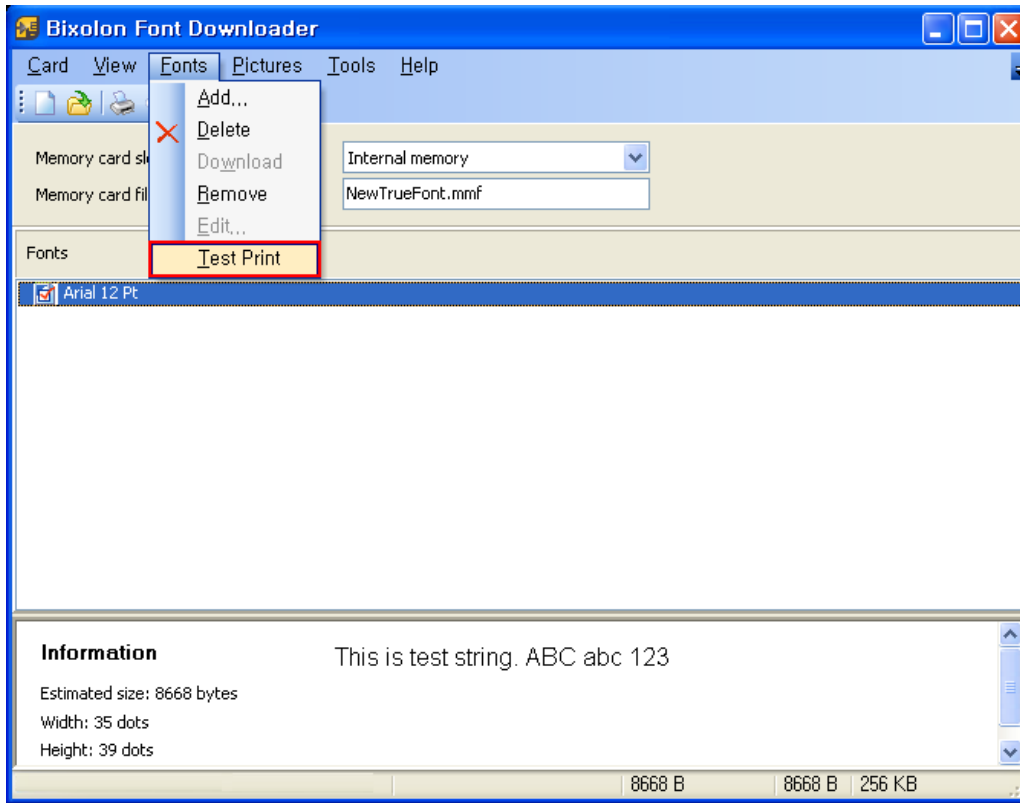 Bixolon Font Downloader
Card View Fonts Pictures Tools Help
Add...
Delete
Download
Remove
Edit...
Test Print
Memory card sl
Internal memory
Memory card fil
NewTrueFont.mmf
Fonts
Arial 12 Pt
Information
This is test string. ABC abc 123
Estimated size: 8668 bytes
Width: 35 dots
Height: 39 dots
8668 B 8668 B 256 KB